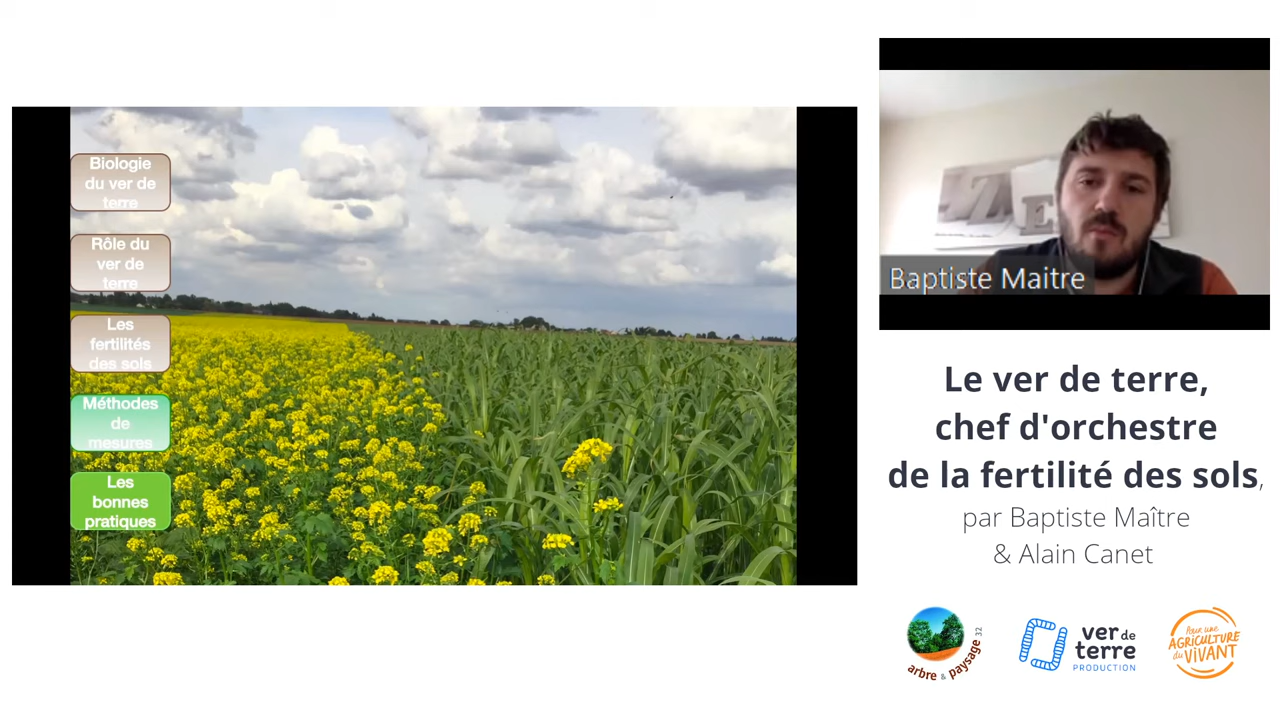 Biologie
du ver de
terre
Rôle du
ver de
terre
Les
fertilités
des sols
Méthodes
de
mesures
Les
bonnes
pratiques
ZE
Baptiste Maitre
Le ver de terre,
chef d'orchestre
de la fertilité des sols,
par Baptiste Maître
& Alain Canet
arbre & paysage 32
ver de
terre
PRODUCTION
Pour une
AGRICULTURE
du VIVANT